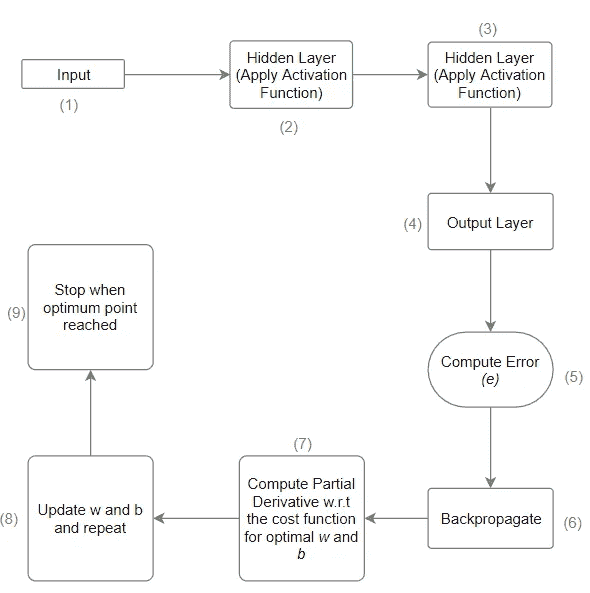 Input
(1)
Hidden Layer
(Apply Activation
Function)
(2)
(3)
Hidden Layer
(Apply Activation
Function)
(4)
Output Layer
Compute Error
(e)
(5)
Backpropagate
(6)
(7)
Compute Partial
Derivative w.r.t
the cost function
for optimal w and
b
(8)
Update w and b
and repeat
(9)
Stop when
optimum point
reached